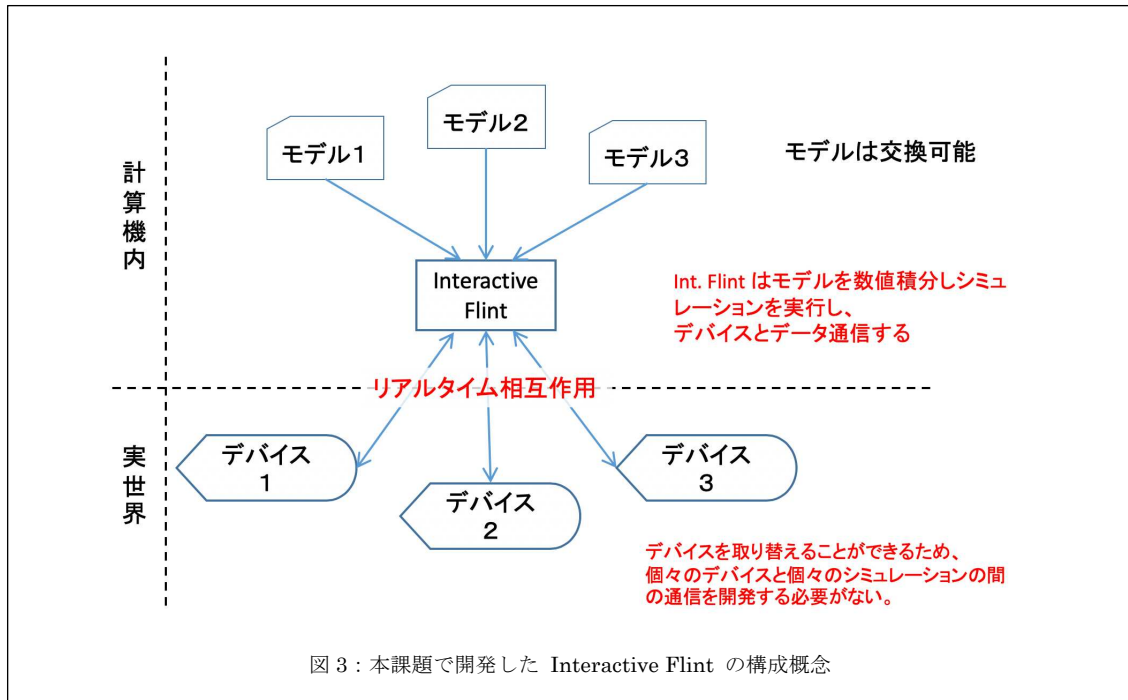 計算機内
モデル1
モデル2
モデル3
モデルは交換可能
Interactive
Flint
Int. Flint はモデルを数値積分しシミュ
レーションを実行し、
デバイスとデータ通信する
リアルタイム相互作用
実世界
デバイス
1
デバイス
2
デバイス
3
デバイスを取り替えることができるため、
個々のデバイスと個々のシミュレーションの間
の通信を開発する必要がない。
図 3：本課題で開発した Interactive Flint の構成概念